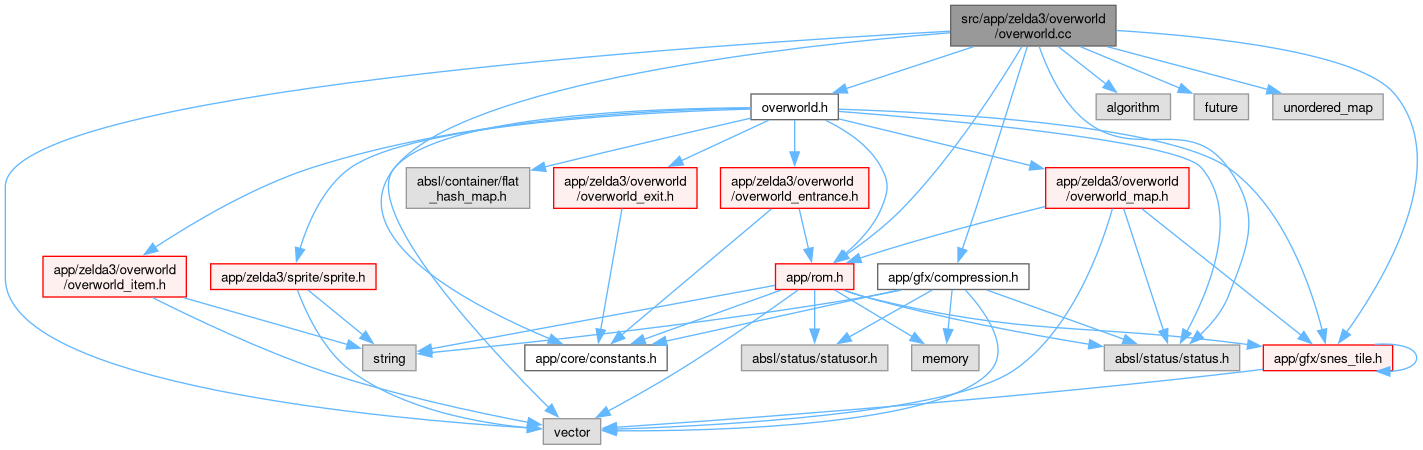 src/app/zelda3/overworld
/overworld.cc
overworld.h
algorithm
future
unordered_map
absl/container/flat
_hash_map.h
app/zelda3/overworld
/overworld_exit.h
app/zelda3/overworld
/overworld_entrance.h
app/zelda3/overworld
/overworld_map.h
app/zelda3/overworld
/overworld_item.h
app/zelda3/sprite/sprite.h
app/rom.h
app/gfx/compression.h
string
app/core/constants.h
absl/status/statusor.h
memory
absl/status/status.h
app/gfx/snes_tile.h
vector